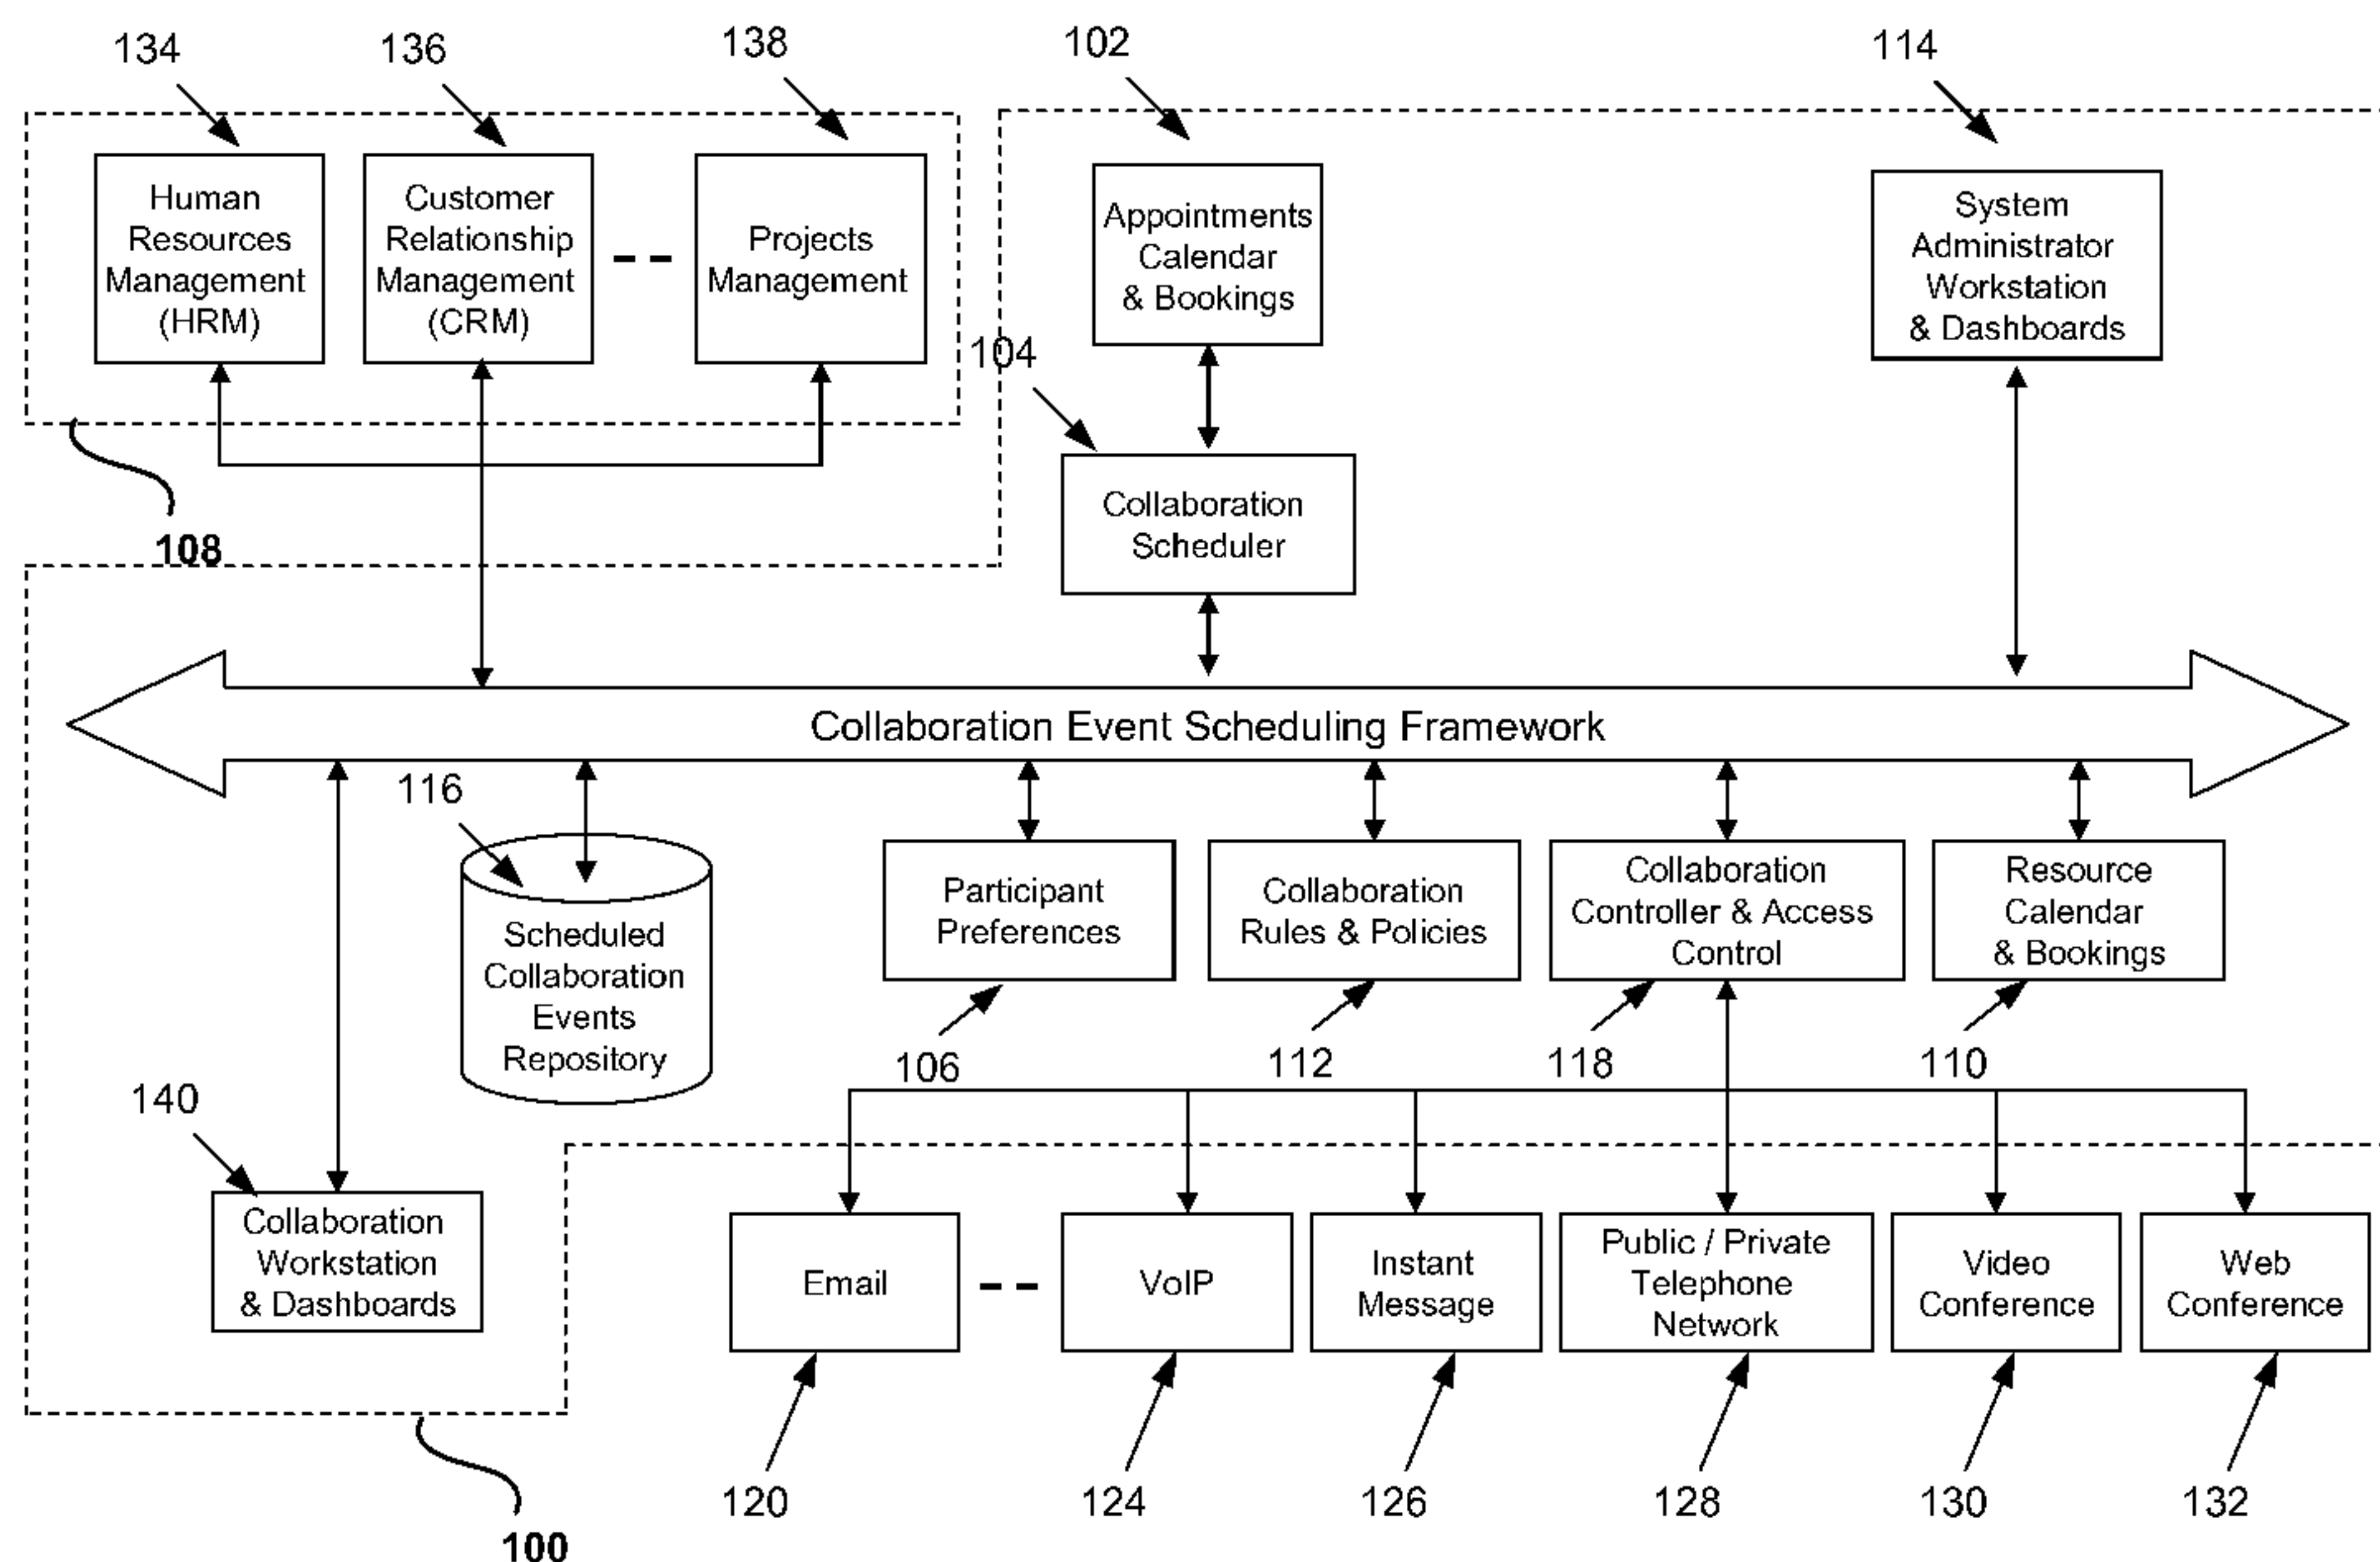 134
136
138
102
114
Human
Resources
Management
(HRM)
Customer
Relationship
Management
(CRM)
Projects
Management
Appointments
Calendar
& Bookings
System
Administrator
Workstation
& Dashboards
104
Collaboration
Scheduler
108
Collaboration Event Scheduling Framework
116
Scheduled
Collaboration
Events
Repository
Participant
Preferences
Collaboration
Rules & Policies
Collaboration
Controller & Access
Control
Resource
Calendar
& Bookings
106
112
118
110
140
Collaboration
Workstation
& Dashboards
Email
VoIP
Instant
Message
Public / Private
Telephone
Network
Video
Conference
Web
Conference
120
124
126
128
130
132
100